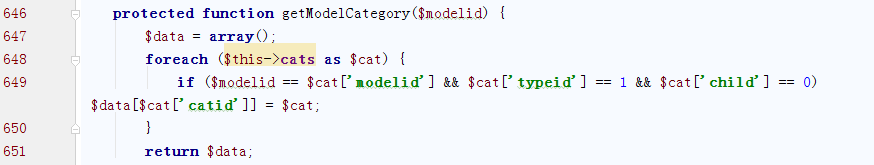 646 protected function getModelCategory($modelid) {
647 $data = array();
648 foreach ($this->cats as $cat) {
649 if ($modelid == $cat['modelid'] && $cat['typeid'] == 1 && $cat['child'] == 0)
$data[$cat['catid']] = $cat;
650 }
651 return $data;